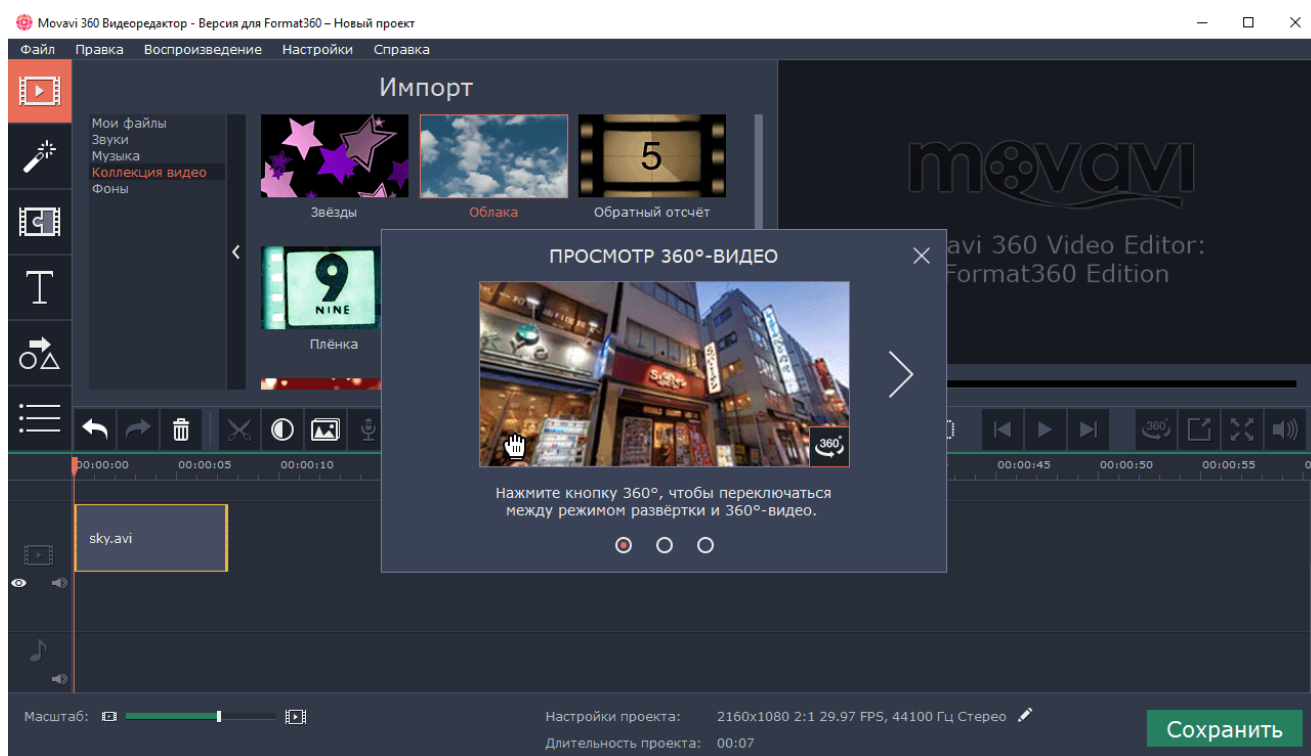 Movavi 360 Видеоредактор - Версия для Format360 – Новый проект
Файл Правка Воспроизведение Настройки Справка
Импорт
Мои файлы
Звуки
Музыка
Коллекция видео
Фоны
5
Звёзды Облака Обратный отсчёт
9
NINE
Плёнка
movavi
avi 360 Video Editor:
Format360 Edition
ПРОСМОТР 360°-ВИДЕО
360°
Нажмите кнопку 360°, чтобы переключаться
между режимом развёртки и 360°-видео.
360°
00:00:00 00:00:05 00:00:10 00:00:45 00:00:50 00:00:55
sky.avi
Масштаб:
Настройки проекта: 2160x1080 2:1 29.97 FPS, 44100 Гц Стерео
Длительность проекта: 00:07
Сохранить